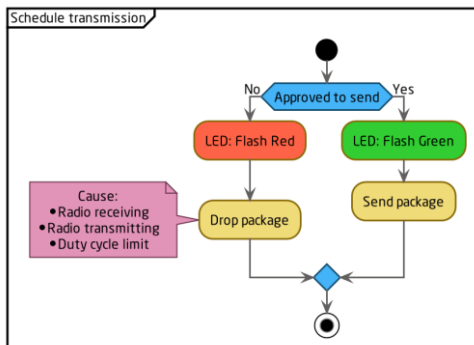 Schedule transmission
No
Approved to send
Yes
LED: Flash Red
LED: Flash Green
Cause:
•Radio receiving
•Radio transmitting
•Duty cycle limit
Drop package
Send package